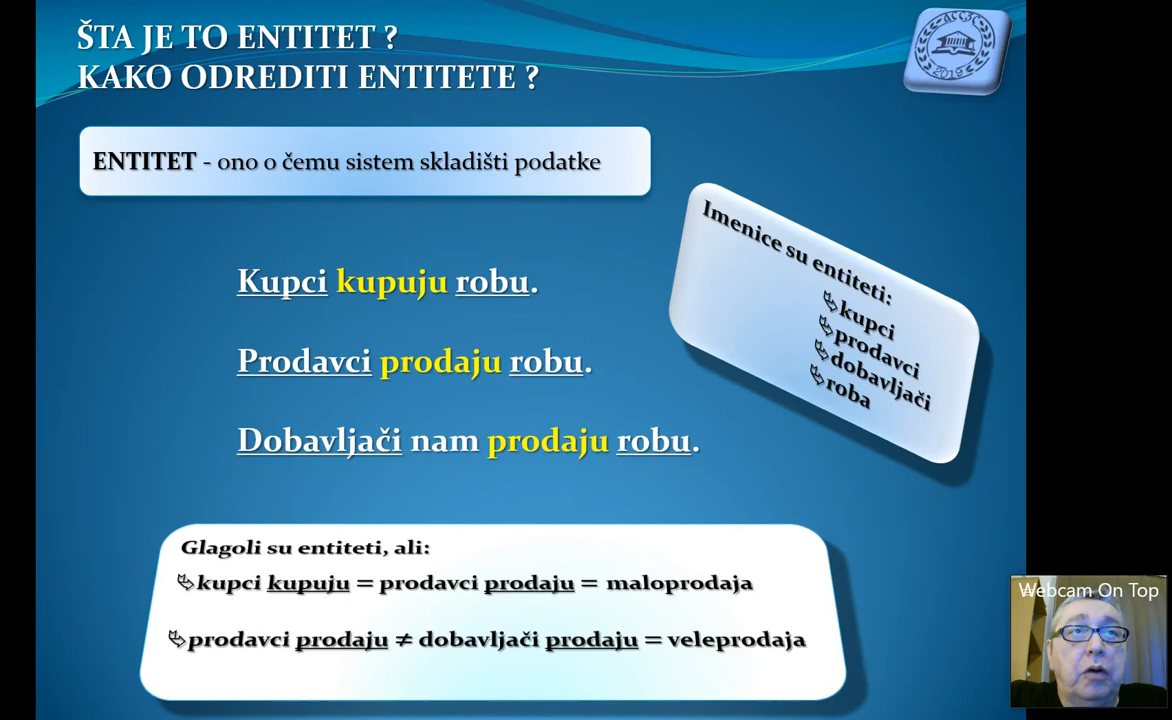 ŠTA JE TO ENTITET ?
KAKO ODREDITI ENTITETE ?
ACC3C
2019
ENTITET - ono o čemu sistem skladišti podatke
Imenice su entiteti:
kupci
prodavci
dobavljači
roba
Kupci kupuju robu.
Prodavci prodaju robu.
Dobavljači nam prodaju robu.
Glagoli su entiteti, ali:
kupci kupuju = prodavci prodaju = maloprodaja
prodavci prodaju ≠ dobavljači prodaju = veleprodaja
Webcam On Top